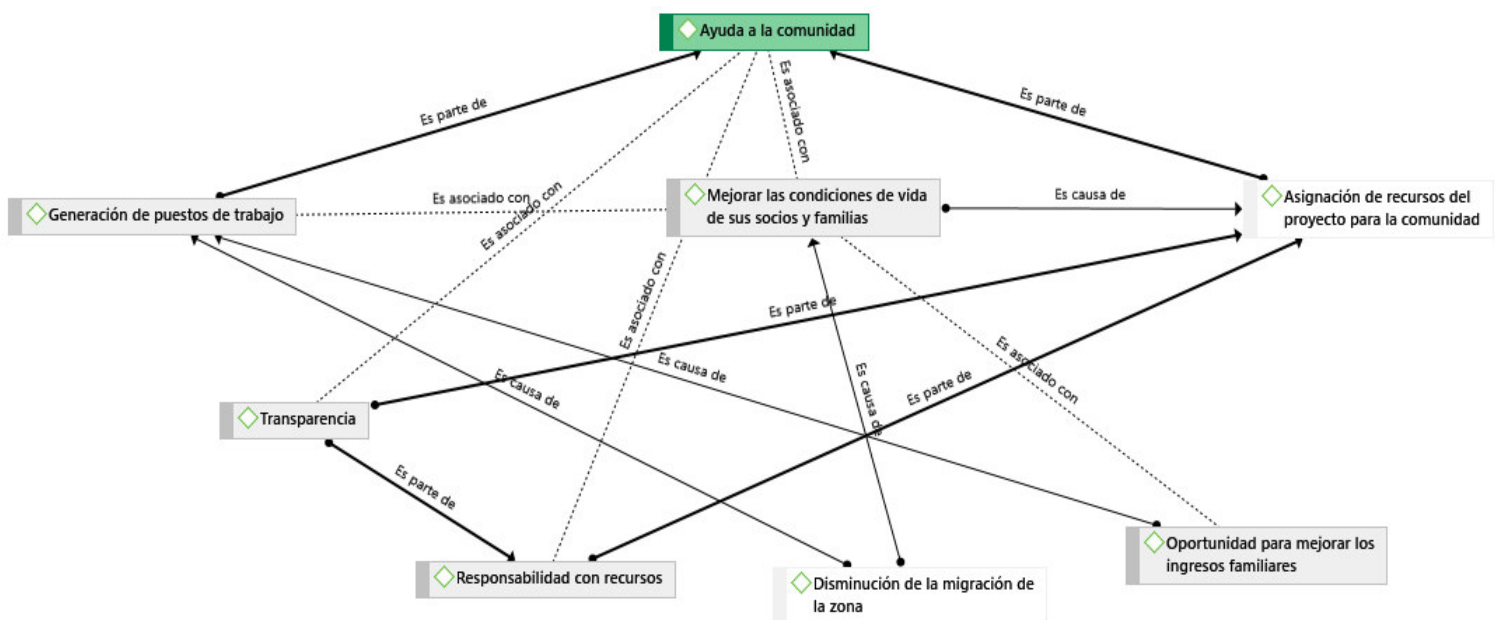 Ayuda a la comunidad
Es parte de
Es asociado con
Es parte de
Generación de puestos de trabajo
Es asociado con
Es asociado con
Mejorar las condiciones de vida
de sus socios y familias
Es causa de
Asignación de recursos del
proyecto para la comunidad
Es asociado con
Es parte de
Es causa de
Es causa de
Es causa de
Es parte de
Es asociado con
Transparencia
Es parte de
Responsabilidad con recursos
Disminución de la migración de
la zona
Oportunidad para mejorar los
ingresos familiares